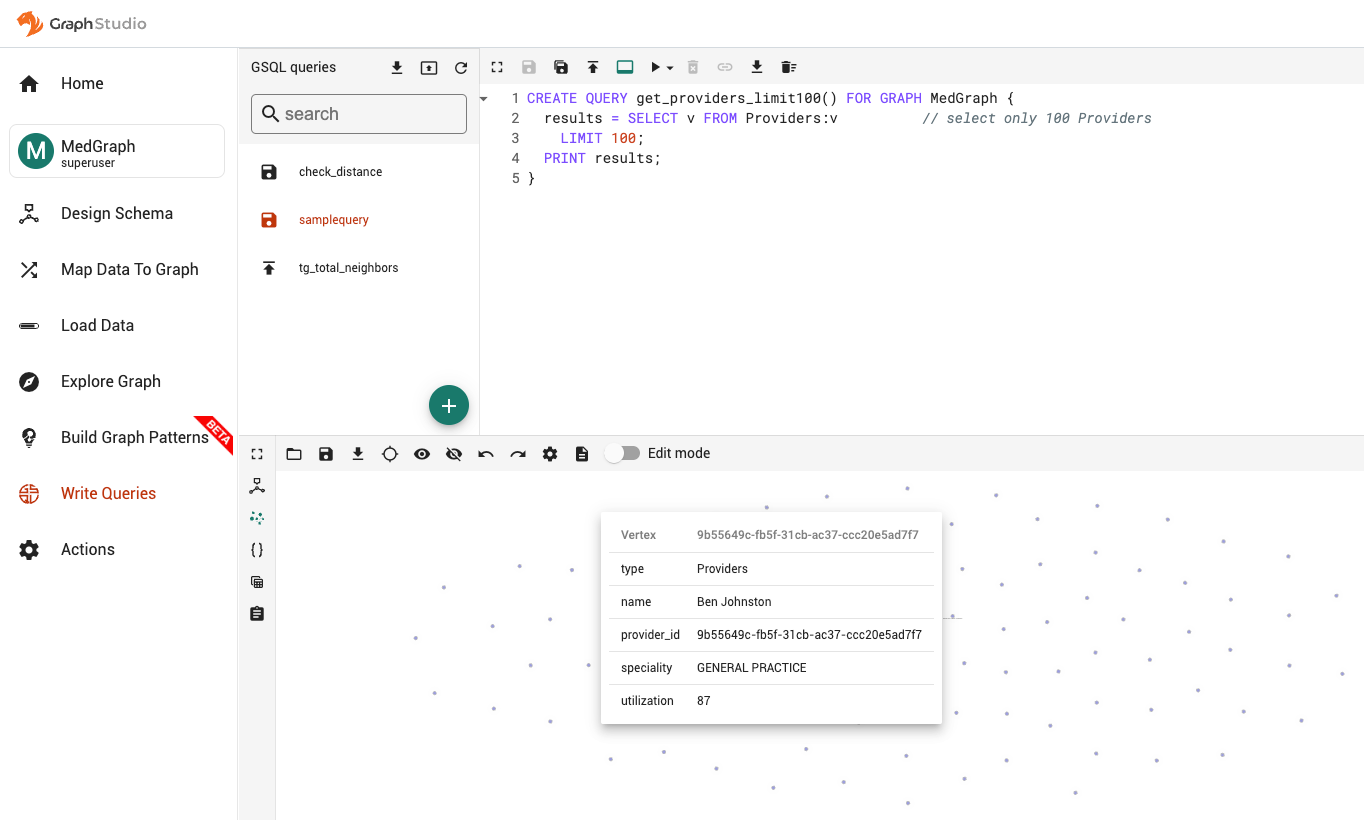 GraphStudio
Home
M
MedGraph
superuser
Design Schema
Map Data To Graph
Load Data
Explore Graph
Build Graph Patterns
BETA
Write Queries
Actions
GSQL queries
search
check_distance
samplequery
tg_total_neighbors
1 CREATE QUERY get_providers_limit100() FOR GRAPH MedGraph {
2 results = SELECT v FROM Providers:v // select only 100 Providers
3 LIMIT 100;
4 PRINT results;
5 }
Edit mode
Vertex 9b55649c-fb5f-31cb-ac37-ccc20e5ad7f7
type Providers
name Ben Johnston
provider_id 9b55649c-fb5f-31cb-ac37-ccc20e5ad7f7
speciality GENERAL PRACTICE
utilization 87